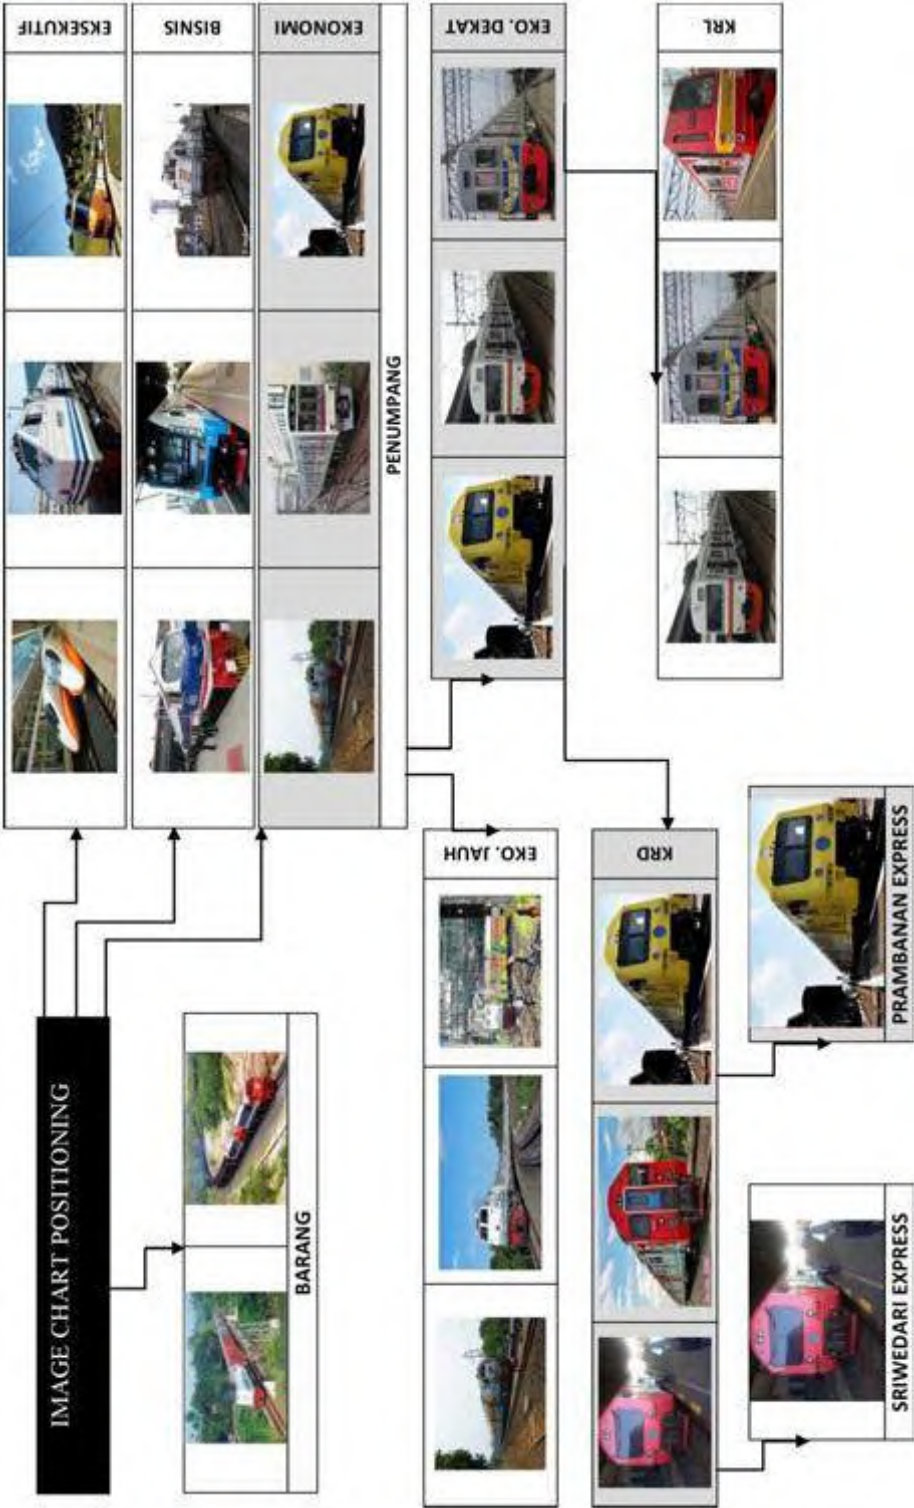 IMAGE CHART POSITIONING
BARANG
EKSEKUTIF
BISNIS
EKONOMI
PENUMPANG
EKO. JAUH
EKO. DEKAT
KRD
KRL
SRIWEDARI EXPRESS
PRAMBANAN EXPRESS